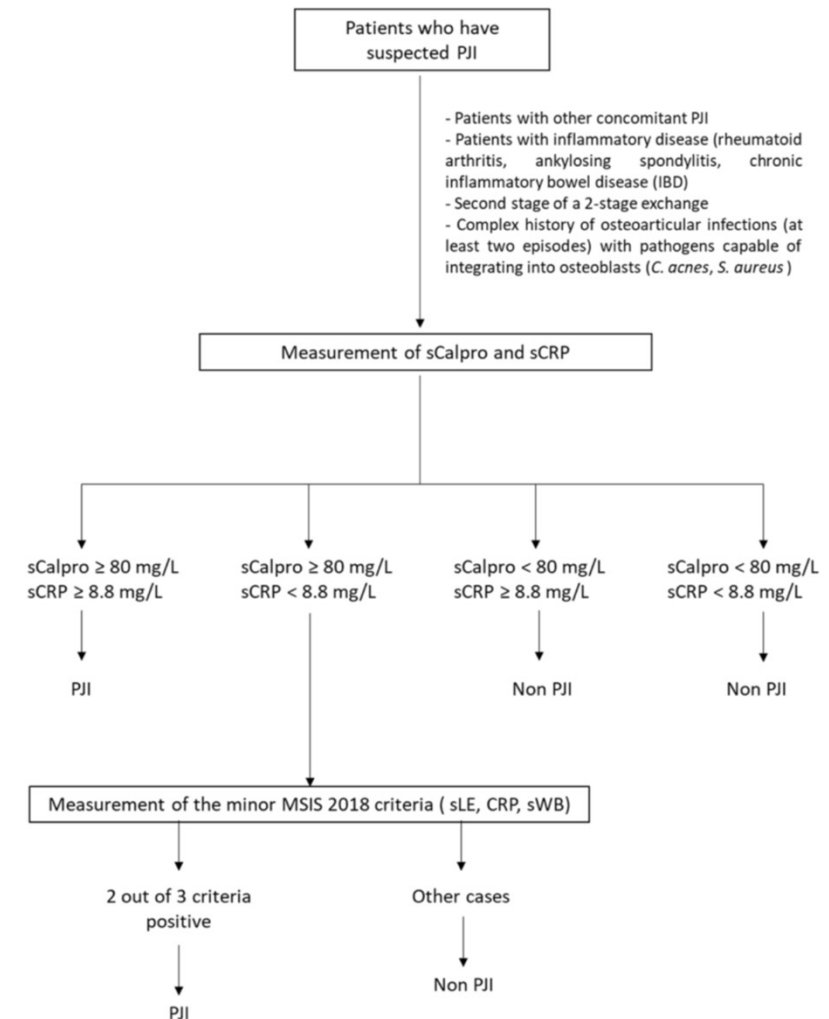 Patients who have
suspected PJI
- Patients with other concomitant PJI
- Patients with inflammatory disease (rheumatoid
arthritis, ankylosing spondylitis, chronic
inflammatory bowel disease (IBD)
- Second stage of a 2-stage exchange
- Complex history of osteoarticular infections (at
least two episodes) with pathogens capable of
integrating into osteoblasts (C. acnes, S. aureus )
Measurement of sCalpro and sCRP
sCalpro ≥ 80 mg/L
sCRP ≥ 8.8 mg/L
sCalpro ≥ 80 mg/L
sCRP < 8.8 mg/L
sCalpro < 80 mg/L
sCRP ≥ 8.8 mg/L
sCalpro < 80 mg/L
sCRP < 8.8 mg/L
PJI
Non PJI
Non PJI
Measurement of the minor MSIS 2018 criteria ( sLE, CRP, sWB)
2 out of 3 criteria
positive
Other cases
Non PJI
PJI